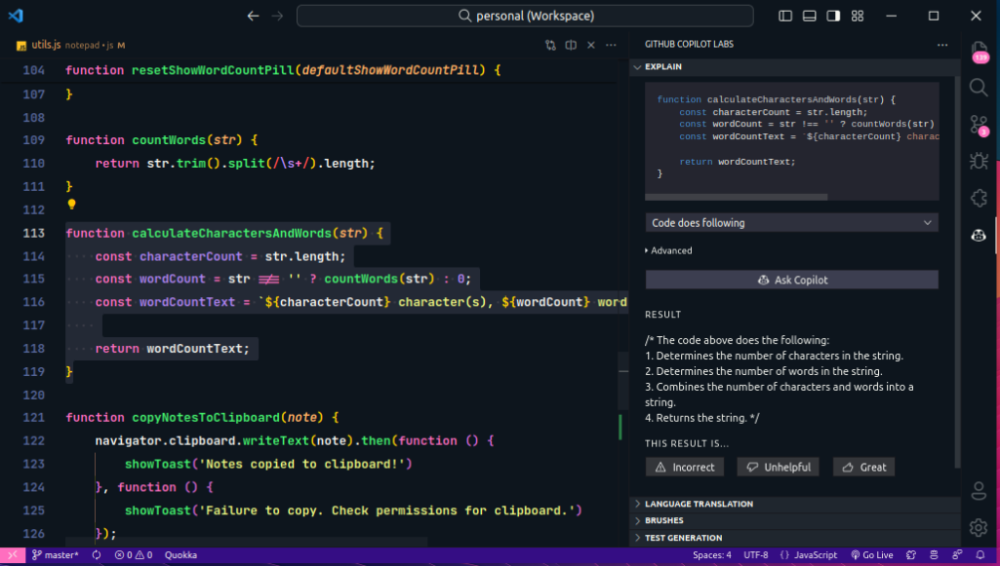 personal (Workspace)
utils.js notepad • js M
104 function resetShowWordCountPill(defaultShowWordCountPill) {
107 }
108
109 function countWords(str) {
110 return str.trim().split(/\s+/).length;
111 }
112
113 function calculateCharactersAndWords(str) {
114 const characterCount = str.length;
115 const wordCount = str !== '' ? countWords(str) : 0;
116 const wordCountText = `${characterCount} character(s), ${wordCount} word
117
118 return wordCountText;
119 }
120
121 function copyNotesToClipboard(note) {
122 navigator.clipboard.writeText(note).then(function () {
123 showToast('Notes copied to clipboard!')
124 }, function () {
125 showToast('Failure to copy. Check permissions for clipboard.')
126 });
GITHUB COPILOT LABS
EXPLAIN
function calculateCharactersAndWords(str) {
const characterCount = str.length;
const wordCount = str !== '' ? countWords(str)
const wordCountText = `${characterCount} charac
return wordCountText;
}
Code does following
Advanced
Ask Copilot
RESULT
/* The code above does the following:
1. Determines the number of characters in the string.
2. Determines the number of words in the string.
3. Combines the number of characters and words into a
string.
4. Returns the string. */
THIS RESULT IS...
Incorrect Unhelpful Great
LANGUAGE TRANSLATION
BRUSHES
TEST GENERATION
139
3
master* 0 0 Quokka Spaces: 4 UTF-8 {} JavaScript Go Live